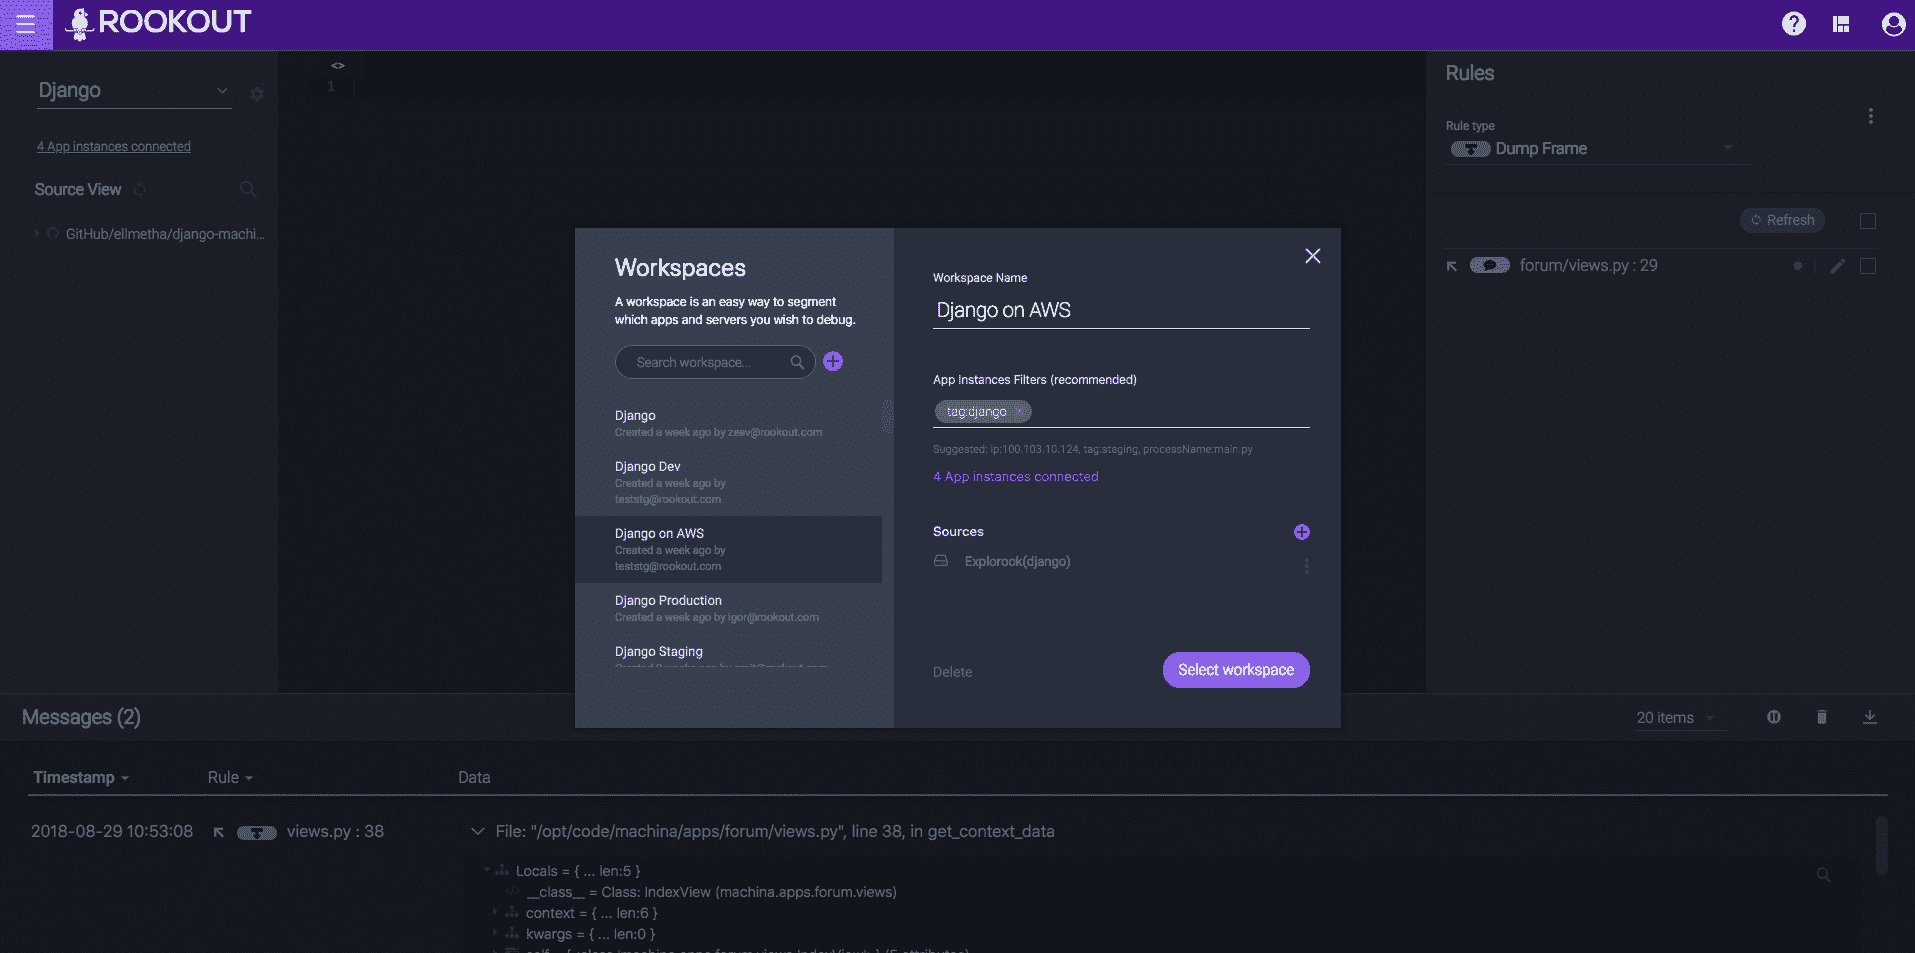 ROOKOUT
Django
4 App instances connected
Source View
GitHub/ellmetha/django-machi...
<>
1
Rules
Rule type
Dump Frame
Refresh
forum/views.py : 29
Workspaces
A workspace is an easy way to segment
which apps and servers you wish to debug.
Search workspace...
Django
Created a week ago by zeev@rookout.com
Django Dev
Created a week ago by
teststg@rookout.com
Django on AWS
Created a week ago by
teststg@rookout.com
Django Production
Created a week ago by igor@rookout.com
Django Staging
Workspace Name
Django on AWS
App instances Filters (recommended)
tag:django ×
Suggested: ip:100.103.10.124, tag:staging, processName:main.py
4 App instances connected
Sources
Explorook(django)
Delete
Select workspace
Messages (2)
20 items
Timestamp Rule Data
2018-08-29 10:53:08 views.py : 38 File: "/opt/code/machina/apps/forum/views.py", line 38, in get_context_data
Locals = { ... len:5 }
__class__ = Class: IndexView (machina.apps.forum.views)
context = { ... len:6 }
kwargs = { ... len:0 }